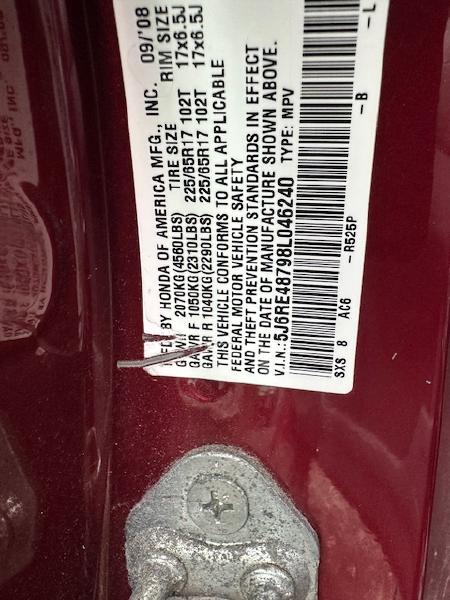 MFD. BY HONDA OF AMERICA MFG., INC. 09/'08
TIRE SIZE RIM SIZE
GVWR 2070KG(4560LBS)
GAWR F 1050KG(2310LBS) 225/65R17 102T 17x6.5J
GAWR R 1040KG(2290LBS) 225/65R17 102T 17x6.5J
THIS VEHICLE CONFORMS TO ALL APPLICABLE
FEDERAL MOTOR VEHICLE SAFETY
AND THEFT PREVENTION STANDARDS IN EFFECT
ON THE DATE OF MANUFACTURE SHOWN ABOVE.
V.I.N.: 5J6RE48798L046240 TYPE: MPV
SXS 8 AC6 -R525P -B -L